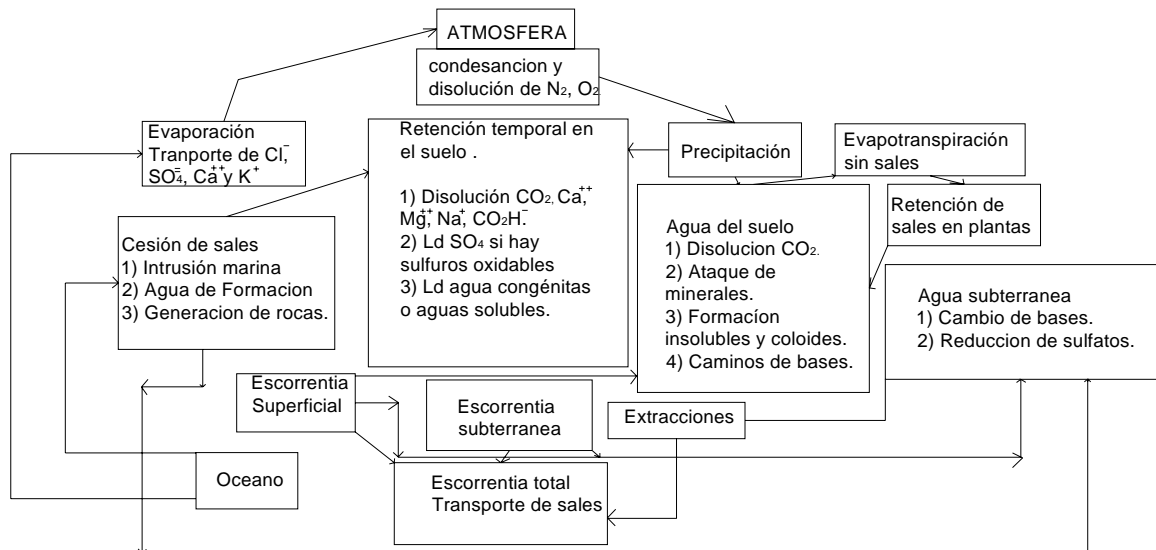 ATMOSFERA
condesancion y
disolución de N₂, O₂
Evaporación
Tranporte de Cl⁻,
SO₄⁼, Ca⁺⁺ y K⁺
Retención temporal en
el suelo .
1) Disolución CO₂, Ca⁺⁺,
Mg⁺⁺, Na⁺, CO₂H⁻.
2) Ld SO₄ si hay
sulfuros oxidables
3) Ld agua congénitas
o aguas solubles.
Precipitación
Evapotranspiración
sin sales
Retención de
sales en plantas
Cesión de sales
1) Intrusión marina
2) Agua de Formacion
3) Generacion de rocas.
Agua del suelo
1) Disolucion CO₂.
2) Ataque de
minerales.
3) Formacíon
insolubles y coloides.
4) Caminos de bases.
Agua subterranea
1) Cambio de bases.
2) Reduccion de sulfatos.
Escorrentia
Superficial
Escorrentia
subterranea
Extracciones
Oceano
Escorrentia total
Transporte de sales